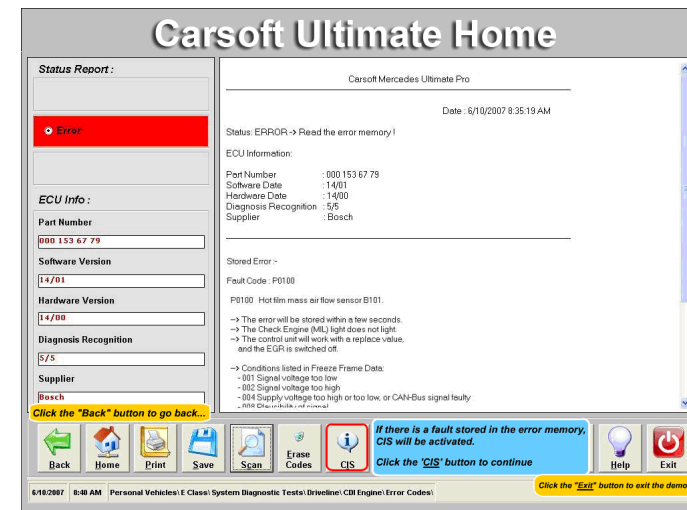 Carsoft Ultimate Home
Status Report :
Error
ECU Info :
Part Number
000 153 67 79
Software Version
14/01
Hardware Version
14/00
Diagnosis Recognition
5/5
Supplier
Bosch
Click the "Back" button to go back...
Carsoft Mercedes Ultimate Pro
Date : 6/10/2007 8:35:19 AM
Status: ERROR -> Read the error memory !
ECU Information:
Part Number : 000 153 67 79
Software Date : 14/01
Hardware Date : 14/00
Diagnosis Recognition : 5/5
Supplier : Bosch
Stored Error :-
Fault Code : P0100
P0100 Hot film mass air flow sensor B101.
-> The error will be stored within a few seconds.
-> The Check Engine (MIL) light does not light.
-> The control unit will work with a replace value,
and the EGR is switched off.
-> Conditions listed in Freeze Frame Data:
- 001 Signal voltage too low
- 002 Signal voltage too high
- 004 Supply voltage too high or too low, or CAN-Bus signal faulty
- 008 Plausibility of signal
Back
Home
Print
Save
Scan
Erase
Codes
CIS
If there is a fault stored in the error memory,
CIS will be activated.
Click the 'CIS' button to continue
Help
Exit
6/10/2007 8:40 AM Personal Vehicles\ E Class\ System Diagnostic Tests\ Driveline\ CDI Engine\ Error Codes\
Click the "Exit" button to exit the demo